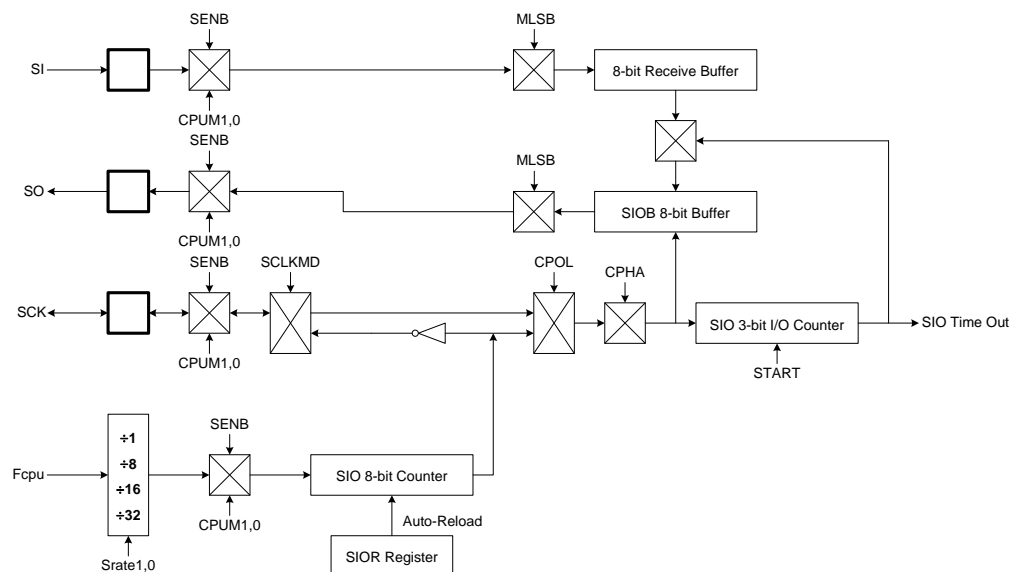 SENB
MLSB
SI
8-bit Receive Buffer
CPUM1,0
SENB
MLSB
SO
SIOB 8-bit Buffer
CPUM1,0
SENB
SCLKMD
CPOL
CPHA
SCK
SIO 3-bit I/O Counter
SIO Time Out
CPUM1,0
START
÷1
SENB
÷8
Fcpu
SIO 8-bit Counter
÷16
÷32
CPUM1,0
Auto-Reload
Srate1,0
SIOR Register